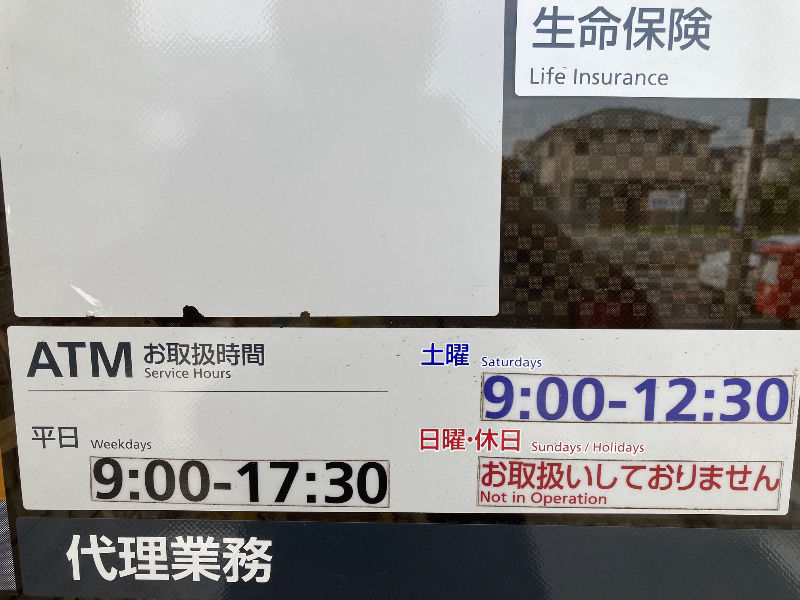 生命保険
Life Insurance
ATM お取扱時間
Service Hours
平日 Weekdays
9:00-17:30
土曜 Saturdays
9:00-12:30
日曜・休日 Sundays / Holidays
お取扱いしておりません
Not in Operation
代理業務